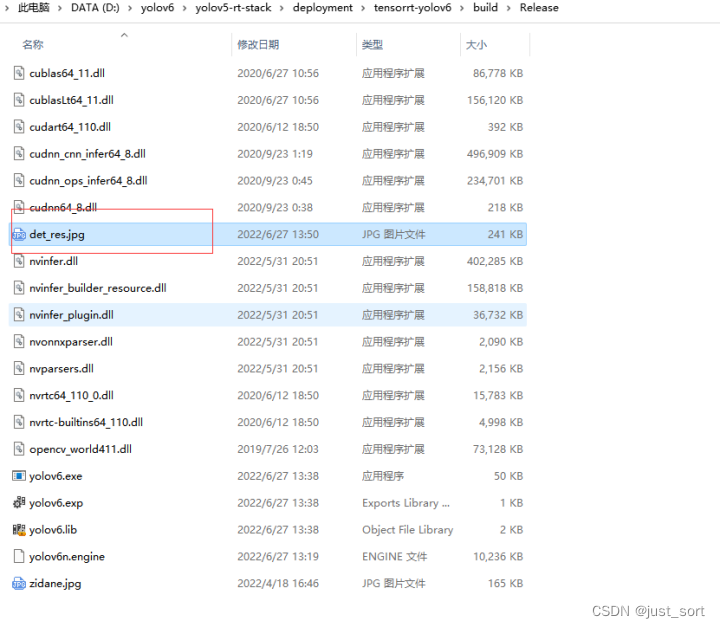 此电脑 › DATA (D:) › yolov6 › yolov5-rt-stack › deployment › tensorrt-yolov6 › build › Release
名称 修改日期 类型 大小
cublas64_11.dll 2020/6/27 10:56 应用程序扩展 86,778 KB
cublasLt64_11.dll 2020/6/27 10:56 应用程序扩展 156,120 KB
cudart64_110.dll 2020/6/12 18:50 应用程序扩展 392 KB
cudnn_cnn_infer64_8.dll 2020/9/23 1:19 应用程序扩展 496,909 KB
cudnn_ops_infer64_8.dll 2020/9/23 0:45 应用程序扩展 234,701 KB
cudnn64_8.dll 2020/9/23 0:38 应用程序扩展 218 KB
det_res.jpg 2022/6/27 13:50 JPG 图片文件 241 KB
nvinfer.dll 2022/5/31 20:51 应用程序扩展 402,285 KB
nvinfer_builder_resource.dll 2022/5/31 20:51 应用程序扩展 158,818 KB
nvinfer_plugin.dll 2022/5/31 20:51 应用程序扩展 36,732 KB
nvonnxparser.dll 2022/5/31 20:51 应用程序扩展 2,090 KB
nvparsers.dll 2022/5/31 20:51 应用程序扩展 2,156 KB
nvrtc64_110_0.dll 2020/6/12 18:50 应用程序扩展 15,783 KB
nvrtc-builtins64_110.dll 2020/6/12 18:50 应用程序扩展 4,998 KB
opencv_world411.dll 2019/7/26 12:03 应用程序扩展 73,128 KB
yolov6.exe 2022/6/27 13:38 应用程序 50 KB
yolov6.exp 2022/6/27 13:38 Exports Library ... 1 KB
yolov6.lib 2022/6/27 13:38 Object File Library 2 KB
yolov6n.engine 2022/6/27 13:19 ENGINE 文件 10,236 KB
zidane.jpg 2022/4/18 16:46 JPG 图片文件 165 KB
CSDN @just_sort